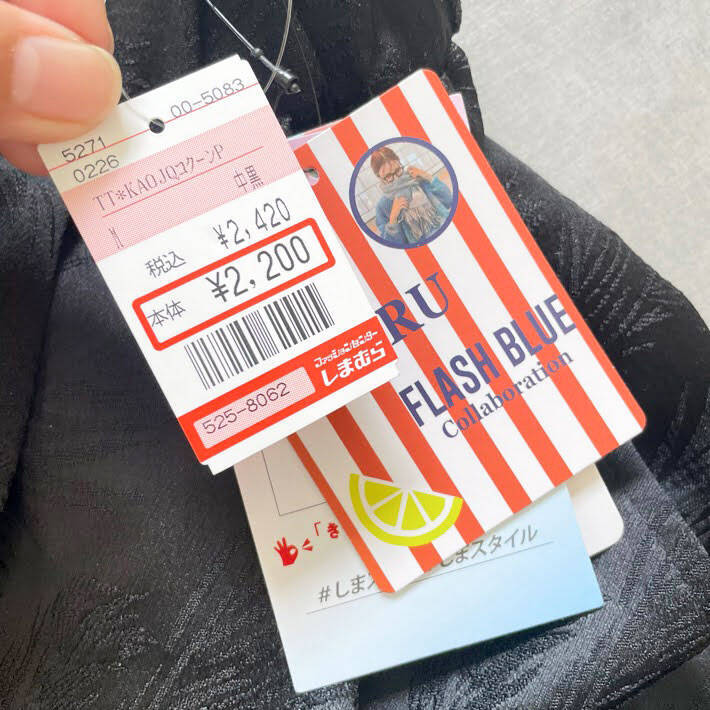 5271
00-5083
0226
TT*KAOJQコクーンP
中黒
M
税込 ¥2,420
本体 ¥2,200
ファッションセンター
しまむら
525-8062
RU
FLASH BLUE
Collaboration
「き
#しまス
しまスタイル